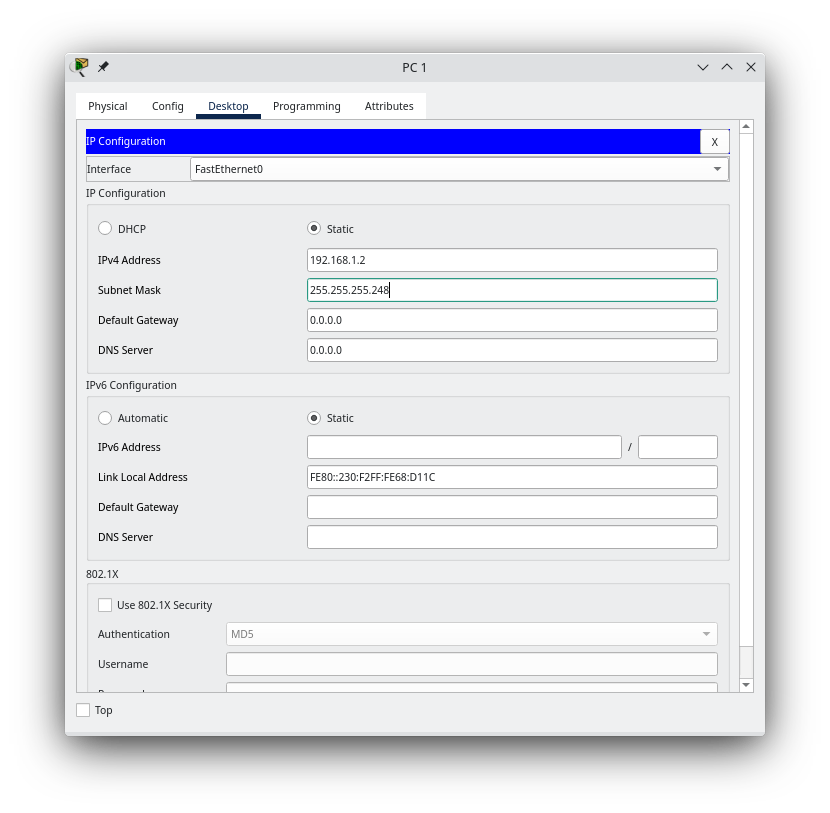 PC 1
Physical Config Desktop Programming Attributes
IP Configuration X
Interface FastEthernet0
IP Configuration
DHCP Static
IPv4 Address 192.168.1.2
Subnet Mask 255.255.255.248
Default Gateway 0.0.0.0
DNS Server 0.0.0.0
IPv6 Configuration
Automatic Static
IPv6 Address /
Link Local Address FE80::230:F2FF:FE68:D11C
Default Gateway
DNS Server
802.1X
Use 802.1X Security
Authentication MD5
Username
Top